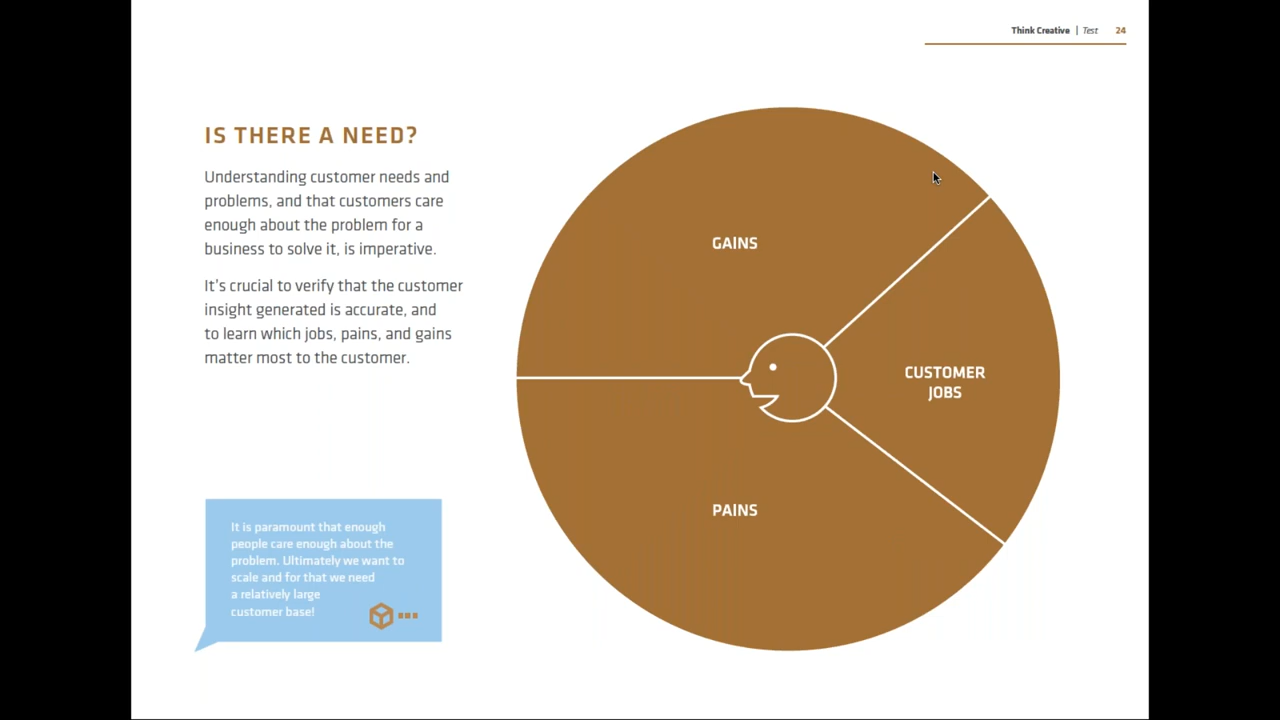 Think Creative | Test 24
IS THERE A NEED?
Understanding customer needs and
problems, and that customers care
enough about the problem for a
business to solve it, is imperative.
It's crucial to verify that the customer
insight generated is accurate, and
to learn which jobs, pains, and gains
matter most to the customer.
It is paramount that enough
people care enough about the
problem. Ultimately we want to
scale and for that we need
a relatively large
customer base!
GAINS
CUSTOMER
JOBS
PAINS